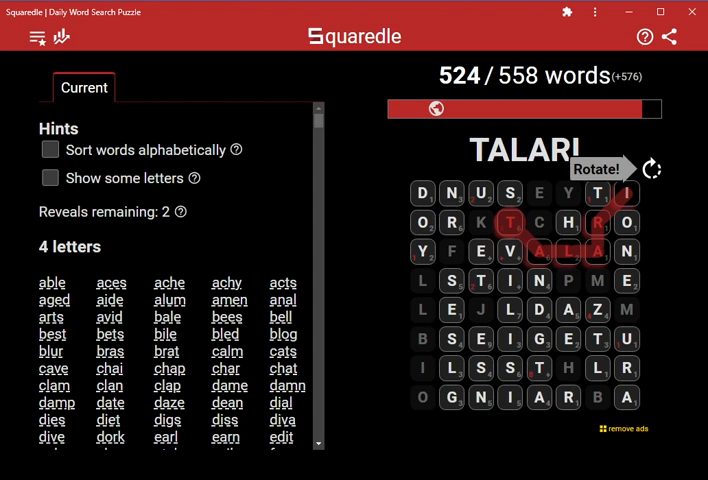 Squaredle | Daily Word Search Puzzle
Squaredle
524 / 558 words (+576)
Current
Hints
Sort words alphabetically
Show some letters
Reveals remaining: 2
4 letters
able aces ache achy acts
aged aide alum amen anal
arts avid bale bees bell
best bets bile bled blog
blur bras brat calm cats
cave chai chap char chat
clam clan clap dame damn
damp date daze dean dial
dies diet digs diss diva
dive dork earl earn edit
TALARI
Rotate!
D N U S E Y T I
O R K T C H R O
Y F E V A L A N
L S T I N P M E
L E J L D A Z M
B S E I G E T U
I L S S T H L R
O G N I A R B A
remove ads